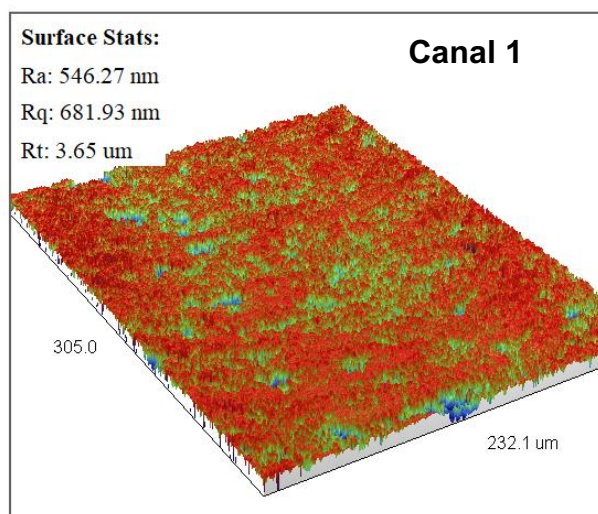 Surface Stats:
Canal 1
Ra: 546.27 nm
Rq: 681.93 nm
Rt: 3.65 um
305.0
232.1 um